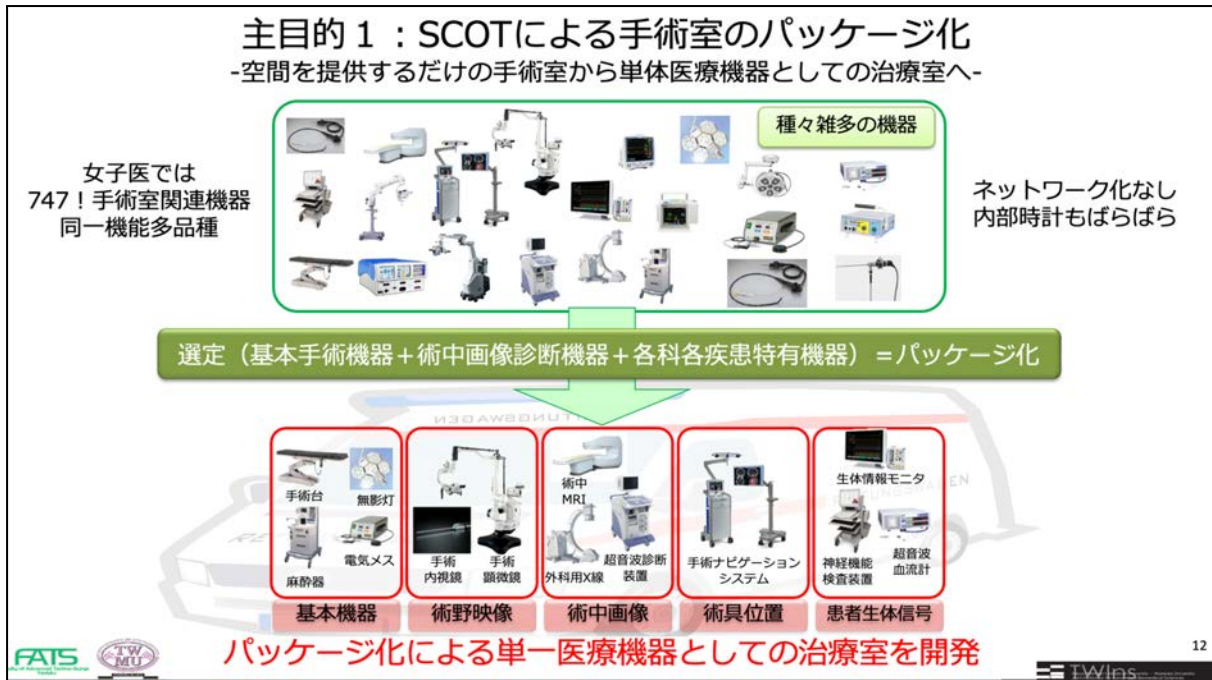 主目的1:SCOTによる手術室のパッケージ化
-空間を提供するだけの手術室から単体医療機器としての治療室へ-
種々雑多の機器
女子医では
747!手術室関連機器
同一機能多品種
ネットワーク化なし
内部時計もばらばら
選定(基本手術機器+術中画像診断機器+各科各疾患特有機器)=パッケージ化
手術台
無影灯
麻酔器
電気メス
基本機器
手術
内視鏡
手術
顕微鏡
術野映像
術中
MRI
外科用X線
超音波診断
装置
術中画像
手術ナビゲーション
システム
術具位置
生体情報モニタ
神経機能
検査装置
超音波
血流計
患者生体信号
パッケージ化による単一医療機器としての治療室を開発
FATS
TW
MU
12
TWIns